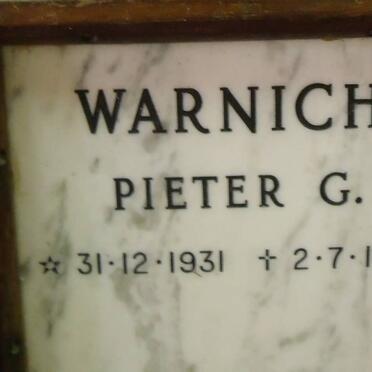 WARNICH
PIETER G.
☆ 31·12·1931 † 2·7·1